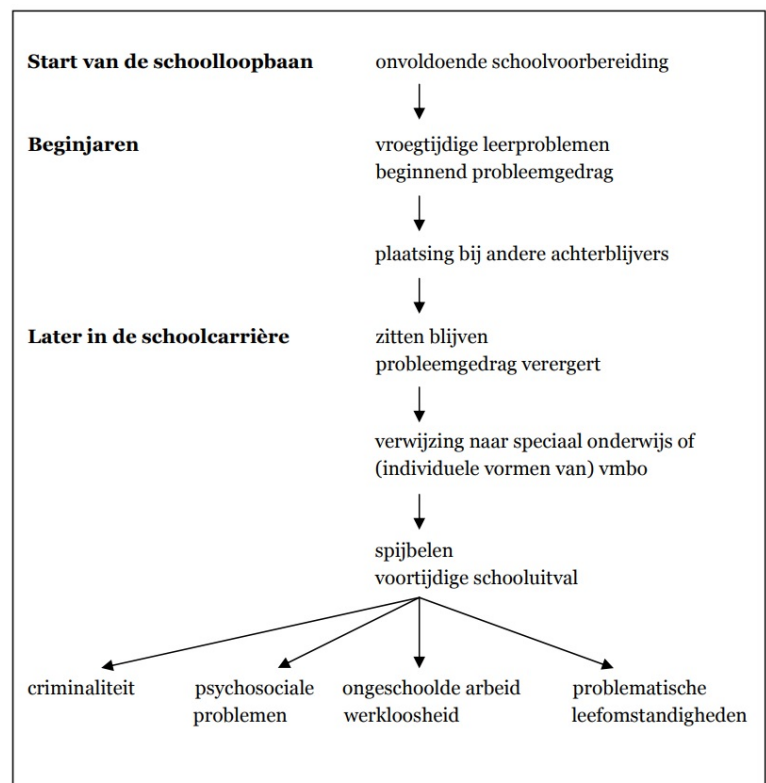 Start van de schoolloopbaan onvoldoende schoolvoorbereiding
Beginjaren vroegtijdige leerproblemen
beginnend probleemgedrag
plaatsing bij andere achterblijvers
Later in de schoolcarrière zitten blijven
probleemgedrag verergert
verwijzing naar speciaal onderwijs of
(individuele vormen van) vmbo
spijbelen
voortijdige schooluitval
criminaliteit psychosociale ongeschoolde arbeid problematische
problemen werkloosheid leefomstandigheden